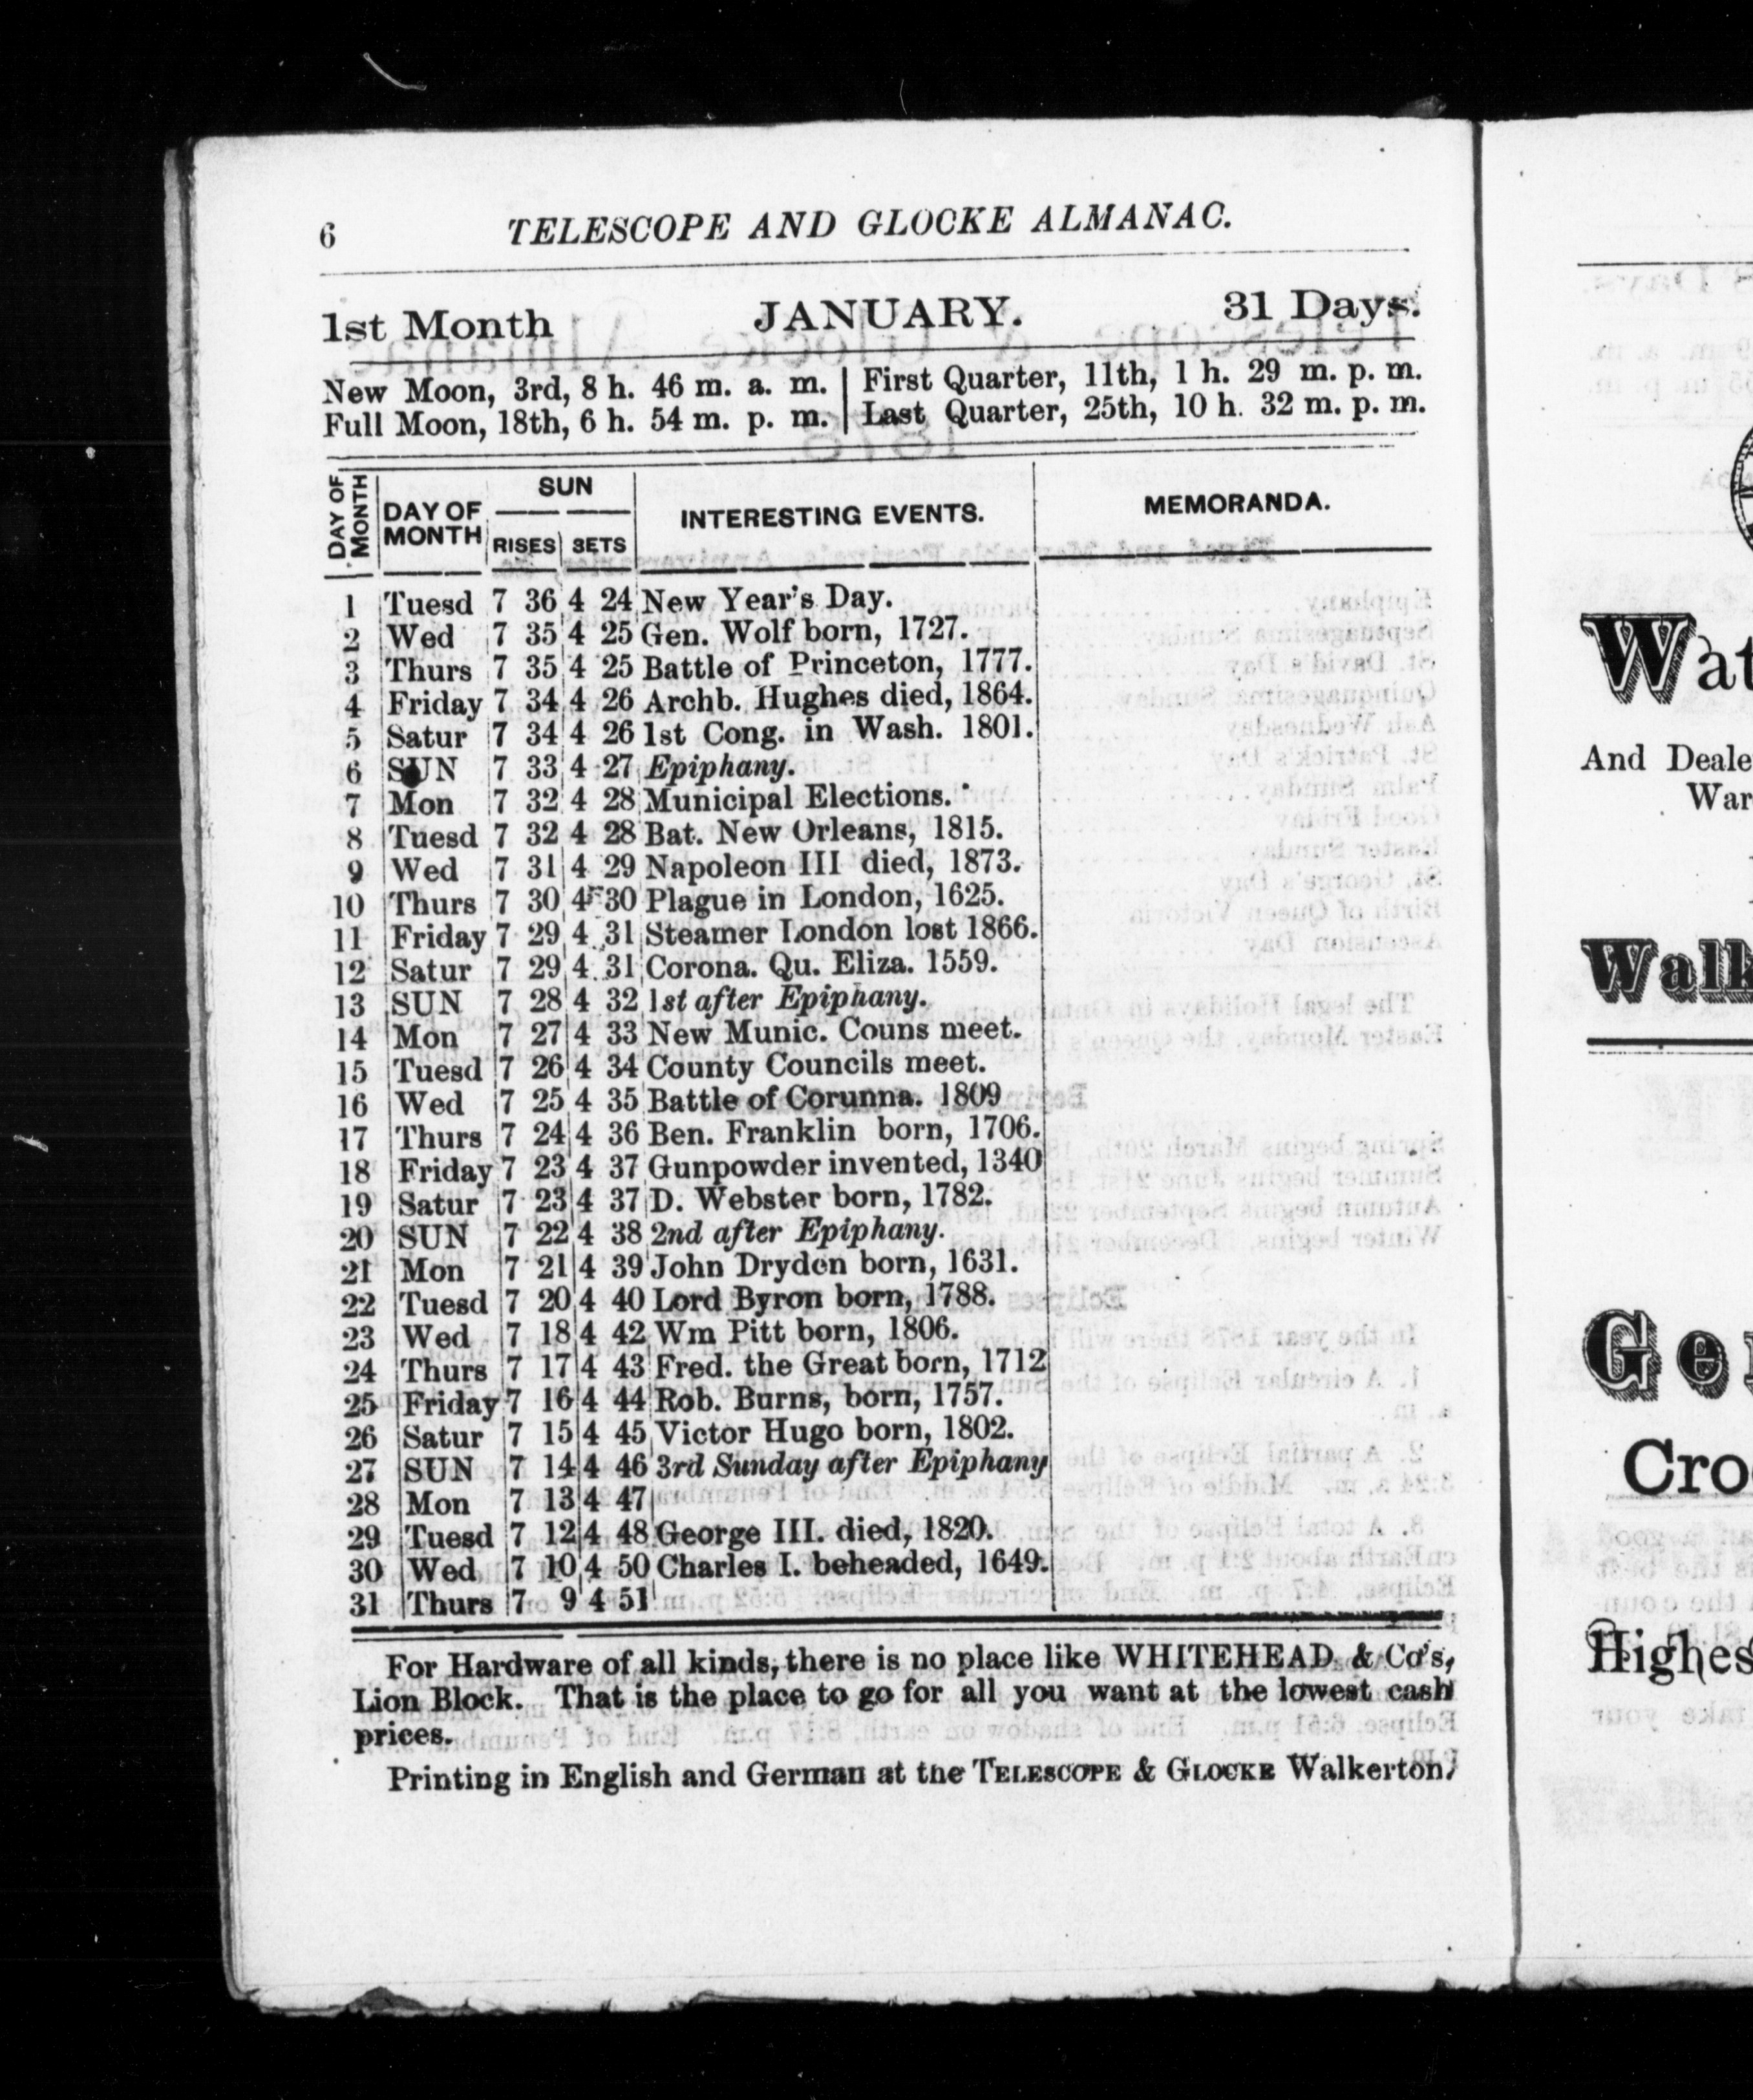 6 TELESCOPE AND GLOCKE ALMANAC.
1st Month JANUARY. 31 Days.
New Moon, 3rd, 8 h. 46 m. a. m. | First Quarter, 11th, 1 h. 29 m. p. m.
Full Moon, 18th, 6 h. 54 m. p. m. | Last Quarter, 25th, 10 h. 32 m. p. m.
DAY OF MONTH DAY OF MONTH SUN RISES SETS INTERESTING EVENTS. MEMORANDA.
1 Tuesd 7 36 4 24 New Year's Day.
2 Wed 7 35 4 25 Gen. Wolf born, 1727.
3 Thurs 7 35 4 25 Battle of Princeton, 1777.
4 Friday 7 34 4 26 Archb. Hughes died, 1864.
5 Satur 7 34 4 26 1st Cong. in Wash. 1801.
6 SUN 7 33 4 27 Epiphany.
7 Mon 7 32 4 28 Municipal Elections.
8 Tuesd 7 32 4 28 Bat. New Orleans, 1815.
9 Wed 7 31 4 29 Napoleon III died, 1873.
10 Thurs 7 30 4 30 Plague in London, 1625.
11 Friday 7 29 4 31 Steamer London lost 1866.
12 Satur 7 29 4 31 Corona. Qu. Eliza. 1559.
13 SUN 7 28 4 32 1st after Epiphany.
14 Mon 7 27 4 33 New Munic. Couns meet.
15 Tuesd 7 26 4 34 County Councils meet.
16 Wed 7 25 4 35 Battle of Corunna. 1809
17 Thurs 7 24 4 36 Ben. Franklin born, 1706.
18 Friday 7 23 4 37 Gunpowder invented, 1340
19 Satur 7 23 4 37 D. Webster born, 1782.
20 SUN 7 22 4 38 2nd after Epiphany.
21 Mon 7 21 4 39 John Dryden born, 1631.
22 Tuesd 7 20 4 40 Lord Byron born, 1788.
23 Wed 7 18 4 42 Wm Pitt born, 1806.
24 Thurs 7 17 4 43 Fred. the Great born, 1712
25 Friday 7 16 4 44 Rob. Burns, born, 1757.
26 Satur 7 15 4 45 Victor Hugo born, 1802.
27 SUN 7 14 4 46 3rd Sunday after Epiphany
28 Mon 7 13 4 47
29 Tuesd 7 12 4 48 George III. died, 1820.
30 Wed 7 10 4 50 Charles I. beheaded, 1649.
31 Thurs 7 9 4 51
For Hardware of all kinds, there is no place like WHITEHEAD & Co's,
Lion Block. That is the place to go for all you want at the lowest cash
prices.
Printing in English and German at the TELESCOPE & GLOCKE Walkerton.
Wat
And Deale
War
Walk
Ger
Cro
Highes